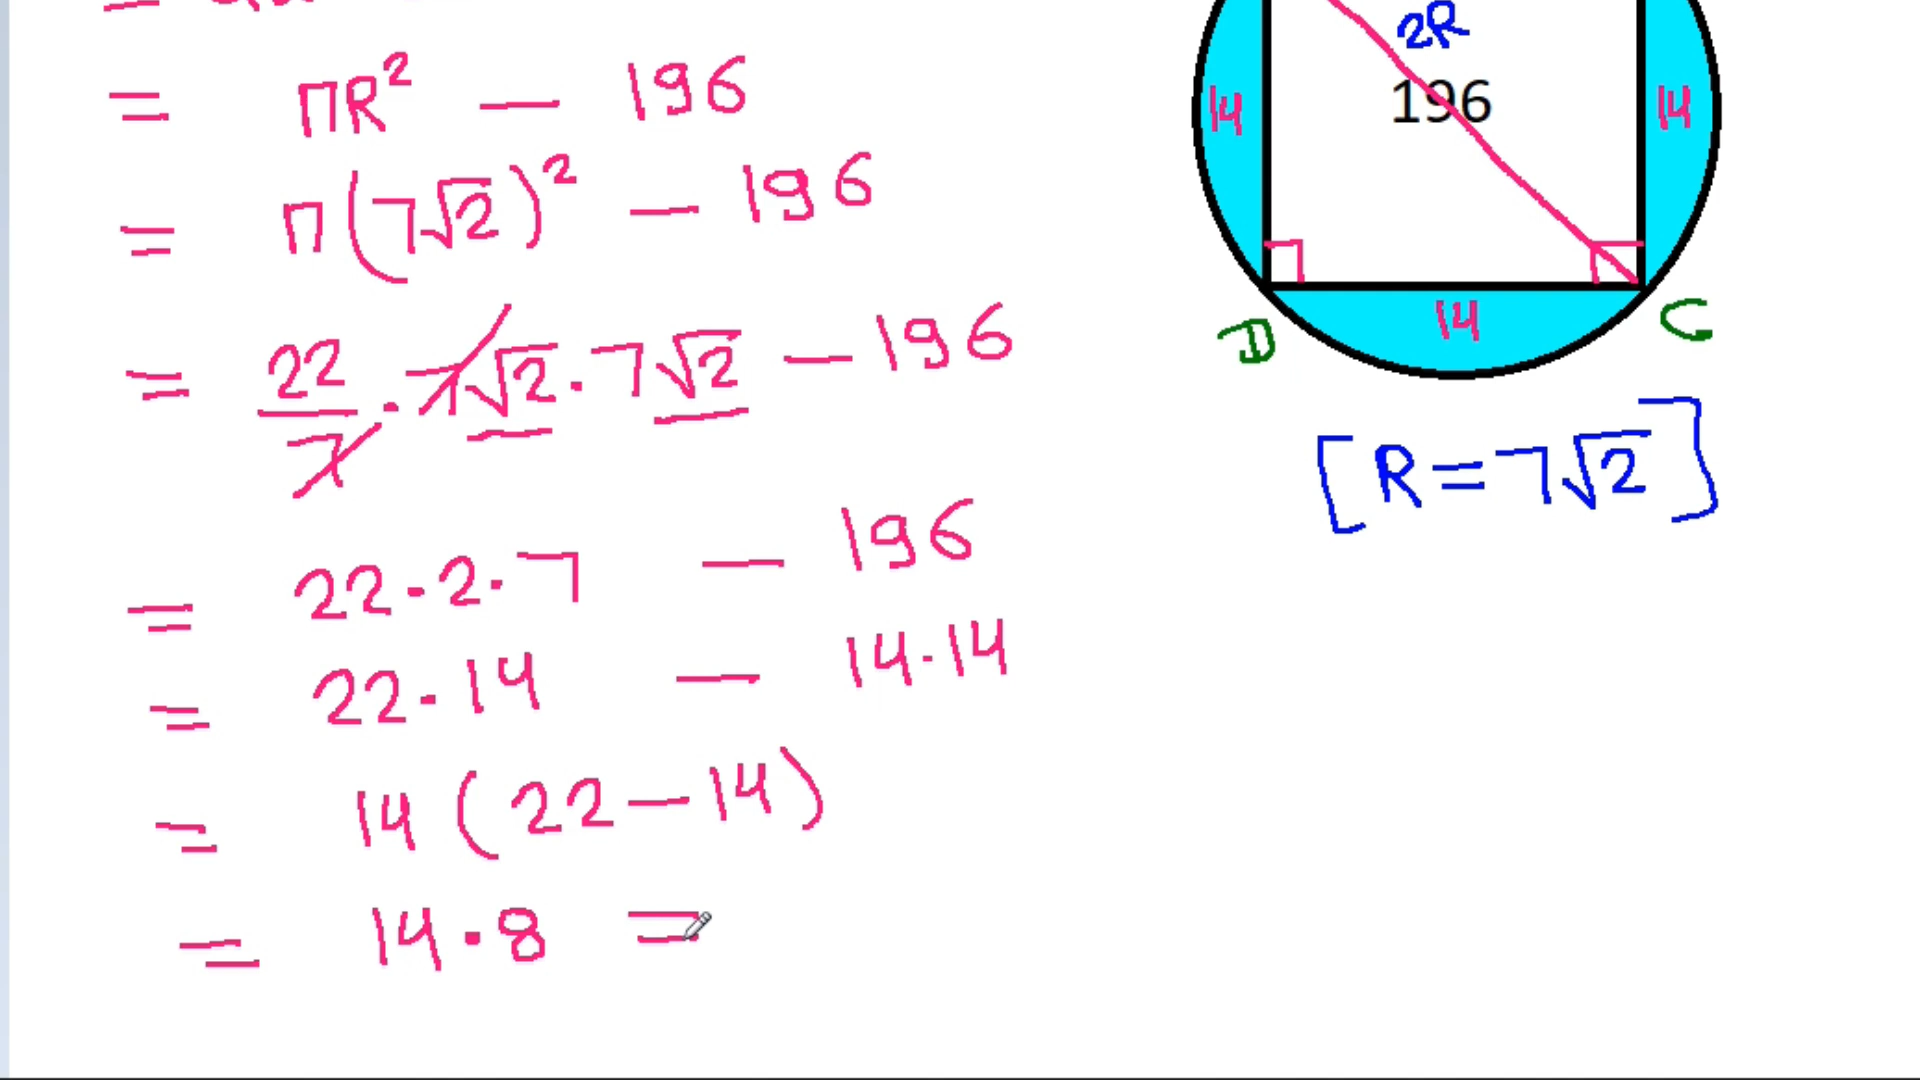 = πR² — 196
= π(7√2)² — 196
= 22/7 · 7√2 · 7√2 — 196
= 22 · 2 · 7 — 196
= 22 · 14 — 14 · 14
= 14 (22 — 14)
= 14 · 8 =
2R
14 196 14
14
D C
[R = 7√2]